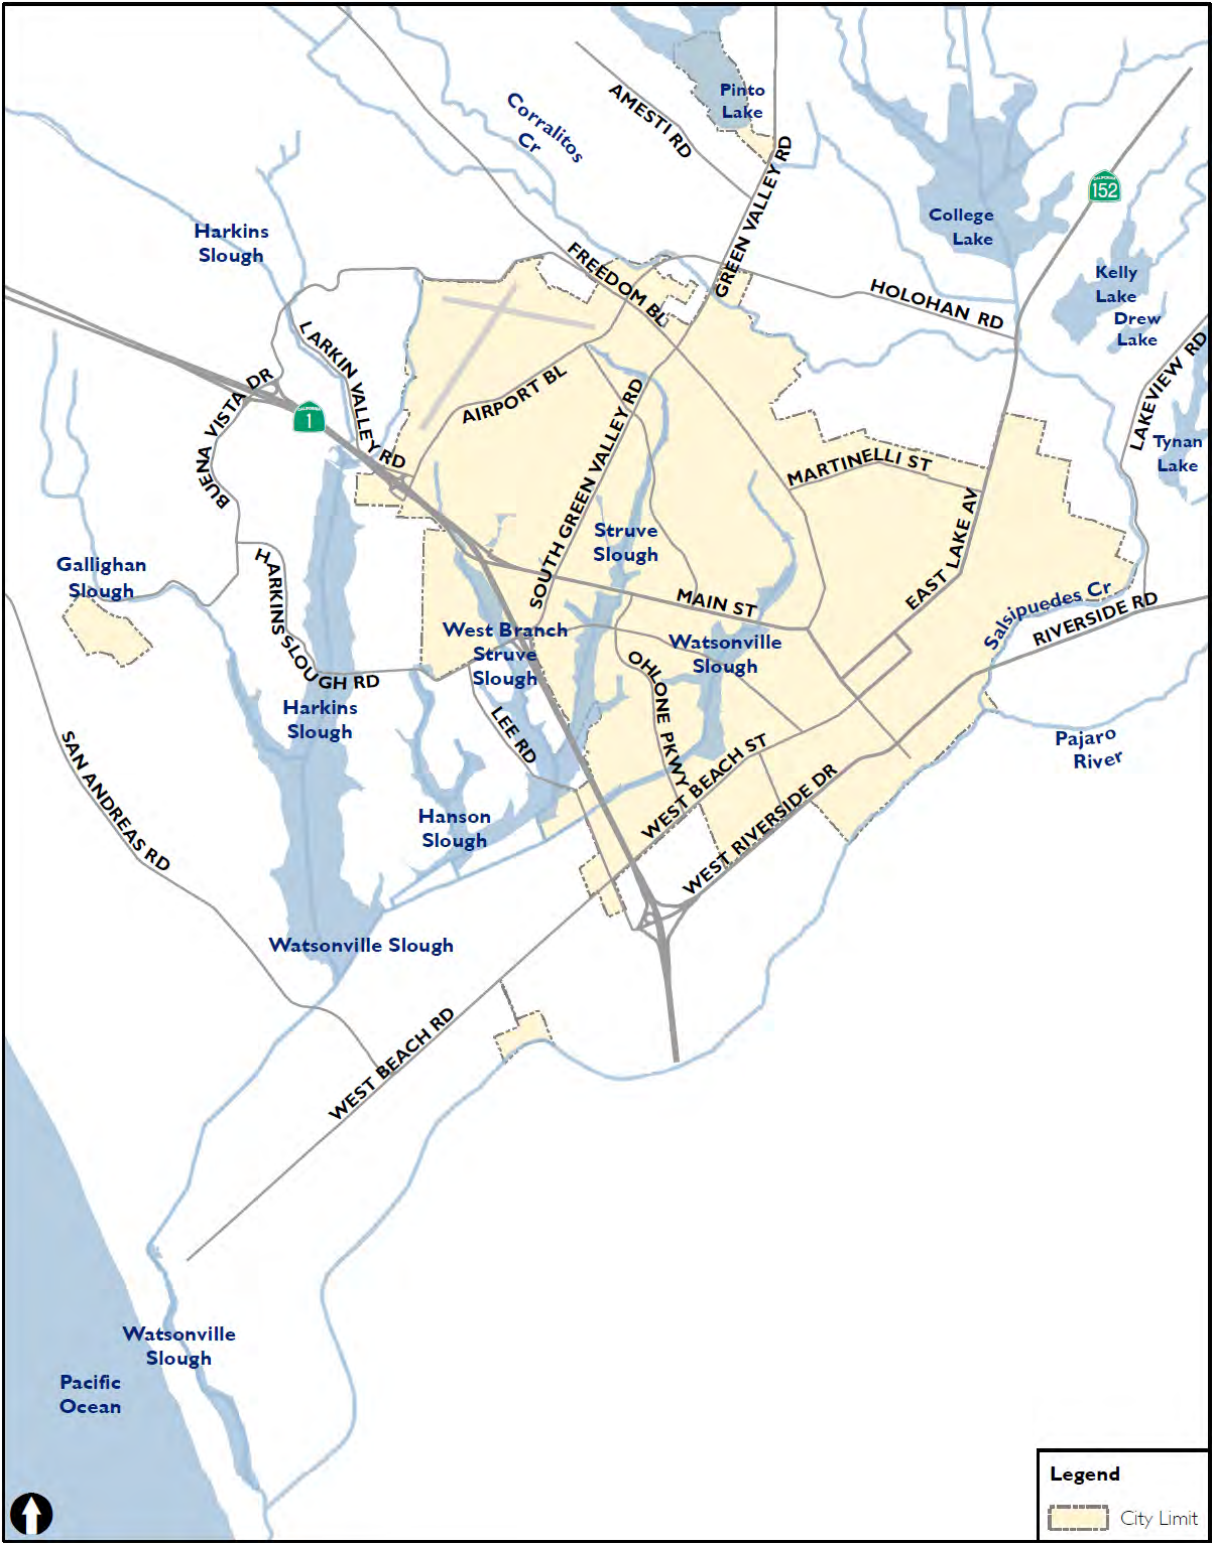 Pinto
Lake
AMESTI RD
Corralitos
Cr
GREEN VALLEY RD
CALIFORNIA
152
College
Lake
Harkins
Slough
FREEDOM BL
HOLOHAN RD
Kelly
Lake
Drew
Lake
LARKIN VALLEY RD
LAKEVIEW RD
BUENA VISTA DR
CALIFORNIA
1
AIRPORT BL
SOUTH GREEN VALLEY RD
MARTINELLI ST
Tynan
Lake
EAST LAKE AV
Struve
Slough
Gallighan
Slough
HARKINS SLOUGH RD
MAIN ST
Salsipuedes Cr
RIVERSIDE RD
West Branch
Struve
Slough
Watsonville
Slough
OHLONE PKWY
Harkins
Slough
LEE RD
SAN ANDREAS RD
WEST BEACH ST
Pajaro
River
WEST RIVERSIDE DR
Hanson
Slough
Watsonville Slough
WEST BEACH RD
Watsonville
Slough
Pacific
Ocean
Legend
City Limit